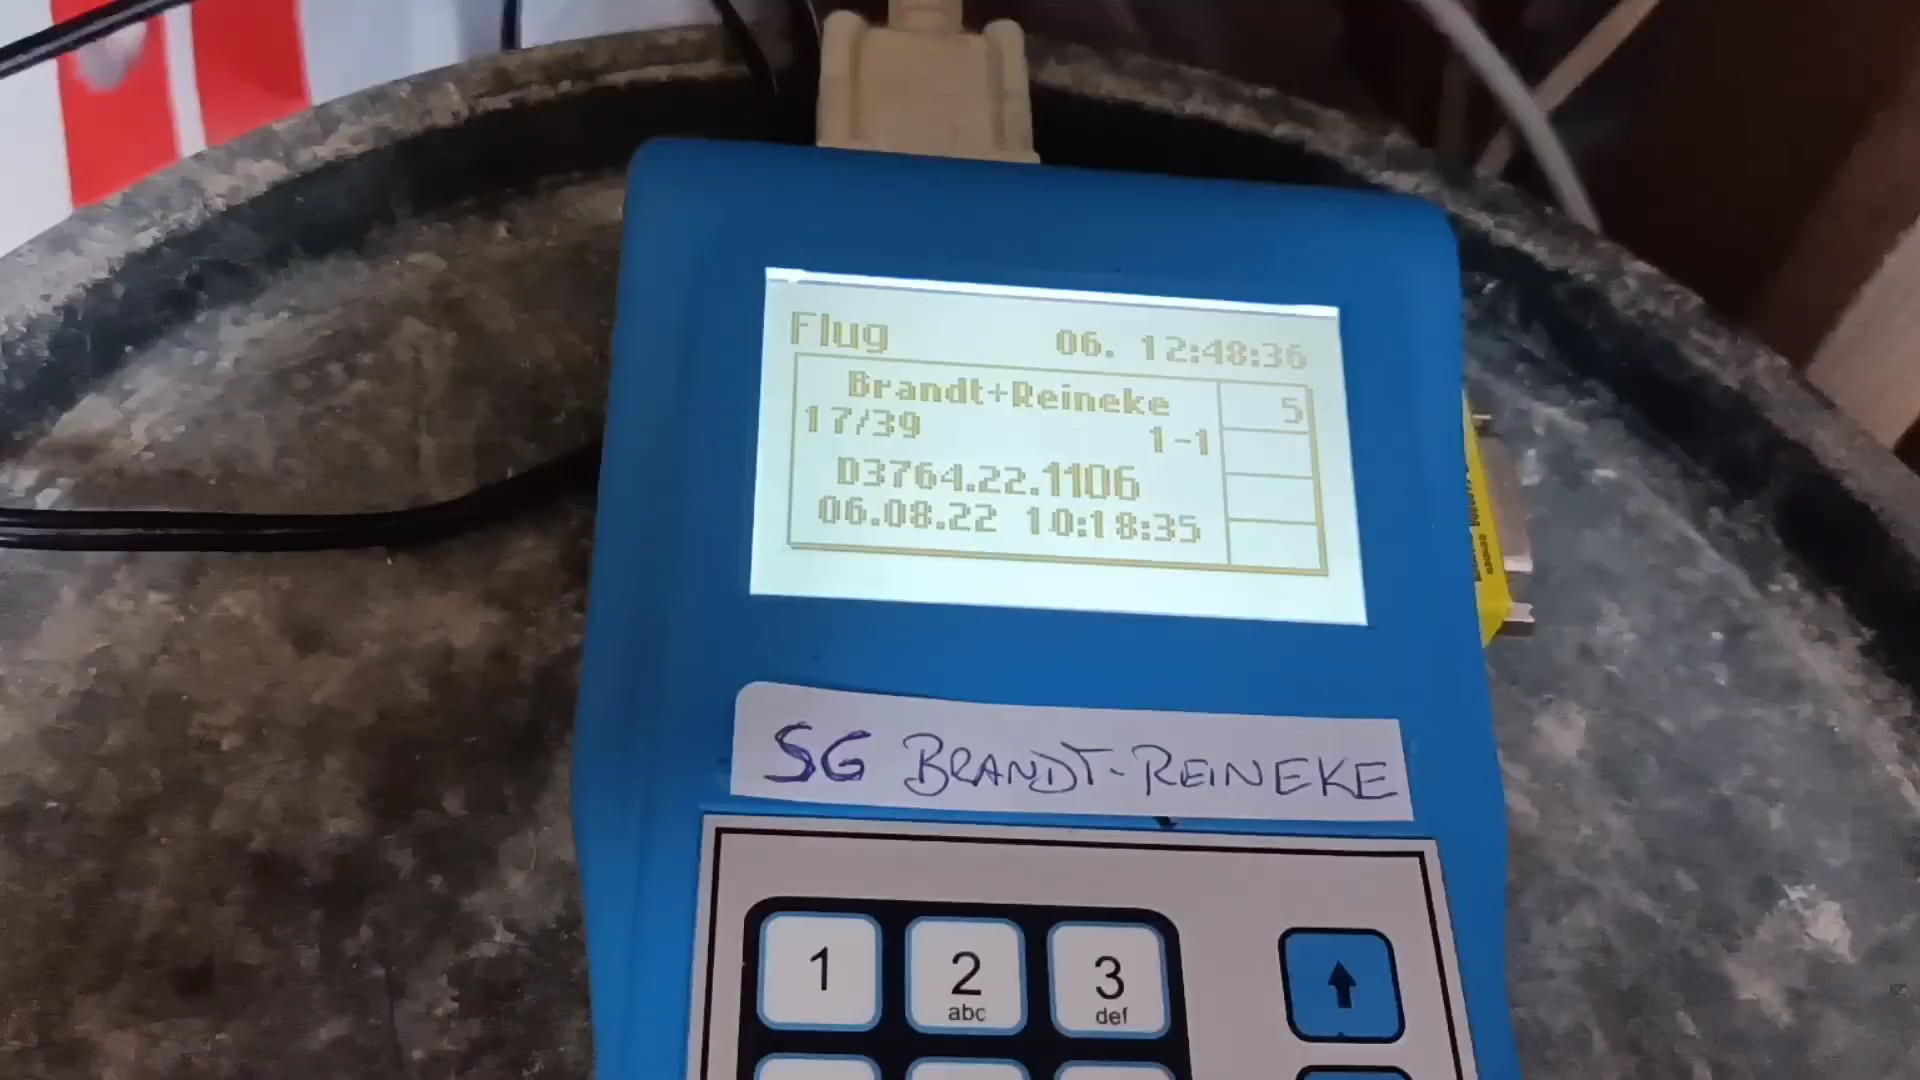 Flug 06. 12:48:36
Brandt+Reineke 5
17/39 1-1
D3764.22.1106
06.08.22 10:18:35
SG BRANDT-REINEKE
1 2 3
abc def